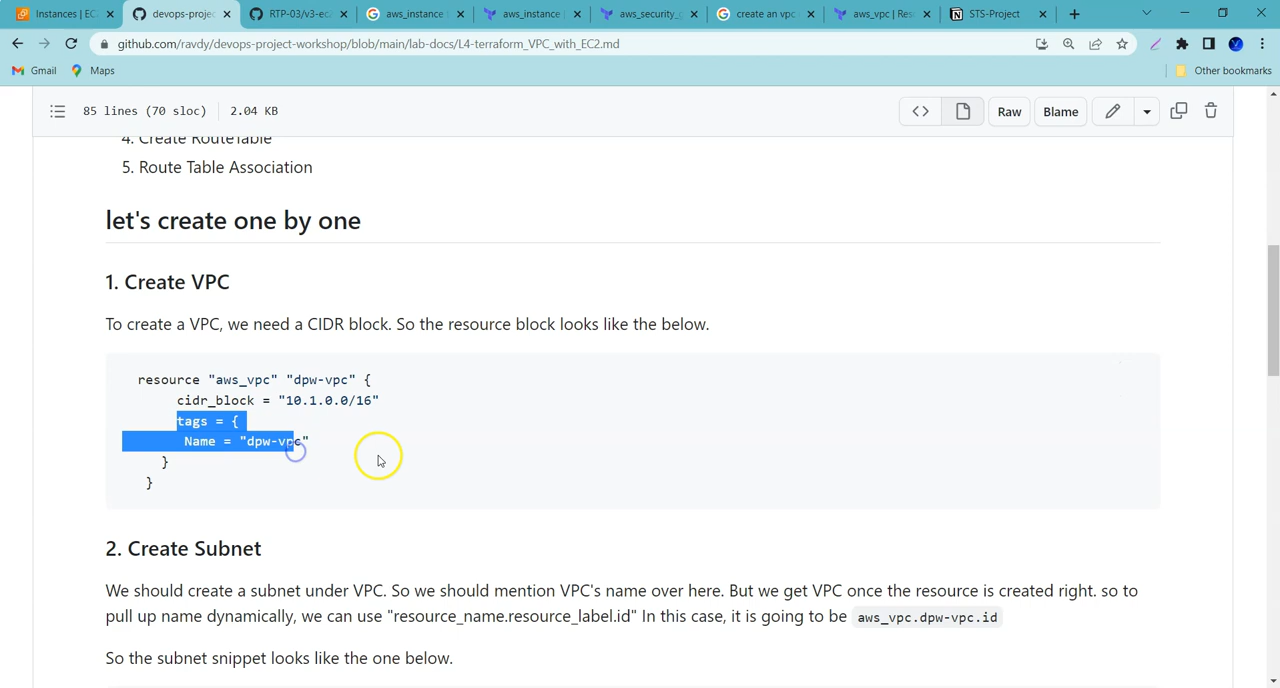 Instances | EC
devops-proje
RTP-03/v3-ec
aws_instance
aws_instance |
aws_security_
create an vpc
aws_vpc | Res
STS-Project
github.com/ravdy/devops-project-workshop/blob/main/lab-docs/L4-terraform_VPC_with_EC2.md
Gmail
Maps
Other bookmarks
85 lines (70 sloc)
2.04 KB
Raw
Blame
4. Create RouteTable
5. Route Table Association
let's create one by one
1. Create VPC
To create a VPC, we need a CIDR block. So the resource block looks like the below.
resource "aws_vpc" "dpw-vpc" {
cidr_block = "10.1.0.0/16"
tags = {
Name = "dpw-vpc"
}
}
2. Create Subnet
We should create a subnet under VPC. So we should mention VPC's name over here. But we get VPC once the resource is created right. so to
pull up name dynamically, we can use "resource_name.resource_label.id" In this case, it is going to be aws_vpc.dpw-vpc.id
So the subnet snippet looks like the one below.